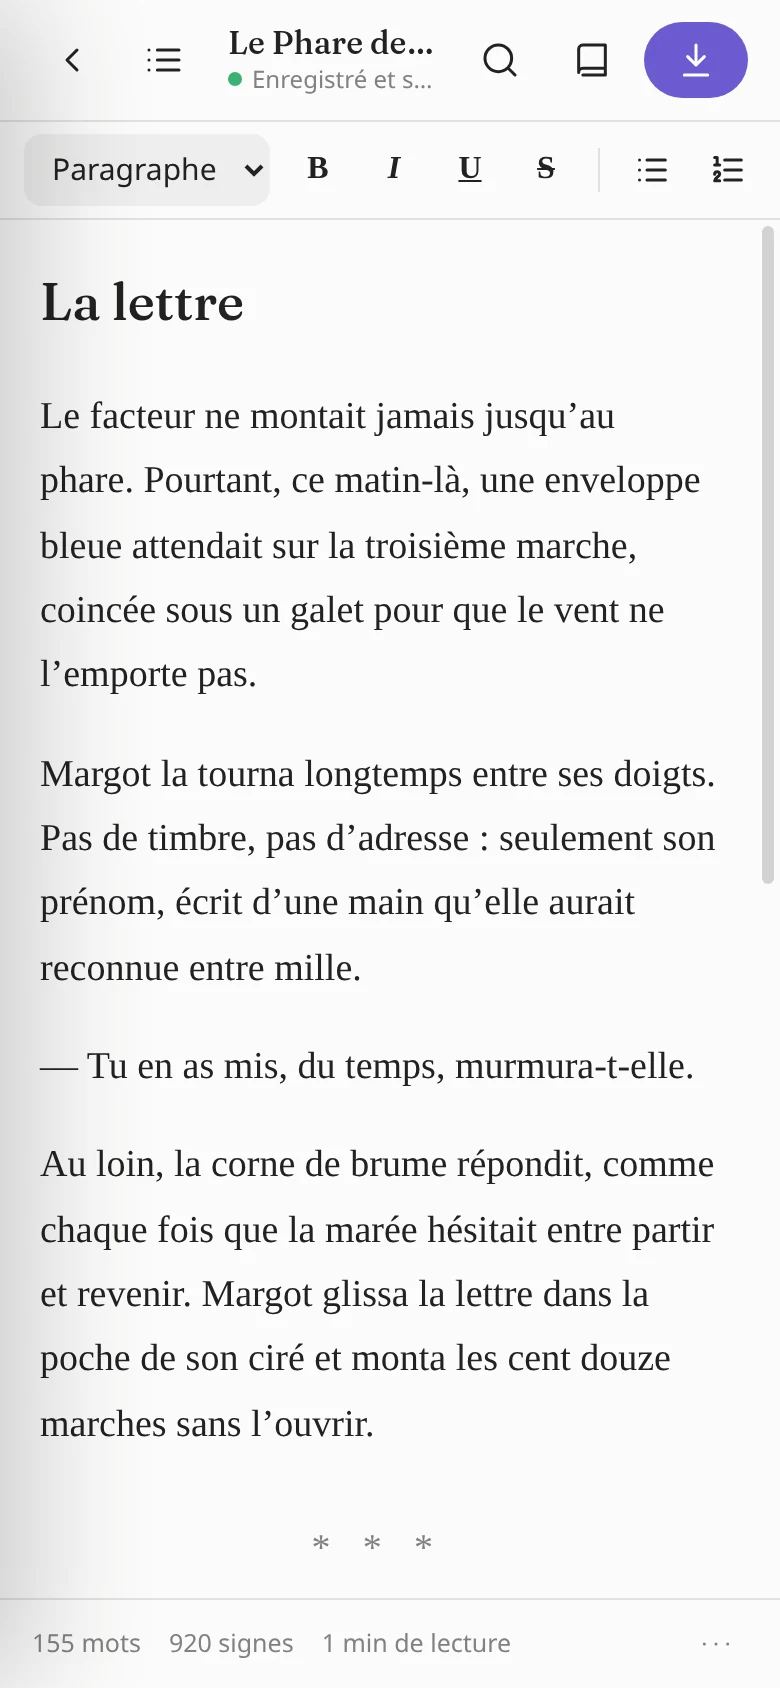 Le Phare de…
Enregistré et s…
Paragraphe
B I U S
La lettre
Le facteur ne montait jamais jusqu’au
phare. Pourtant, ce matin-là, une enveloppe
bleue attendait sur la troisième marche,
coincée sous un galet pour que le vent ne
l’emporte pas.
Margot la tourna longtemps entre ses doigts.
Pas de timbre, pas d’adresse : seulement son
prénom, écrit d’une main qu’elle aurait
reconnue entre mille.
— Tu en as mis, du temps, murmura-t-elle.
Au loin, la corne de brume répondit, comme
chaque fois que la marée hésitait entre partir
et revenir. Margot glissa la lettre dans la
poche de son ciré et monta les cent douze
marches sans l’ouvrir.
* * *
155 mots 920 signes 1 min de lecture ···